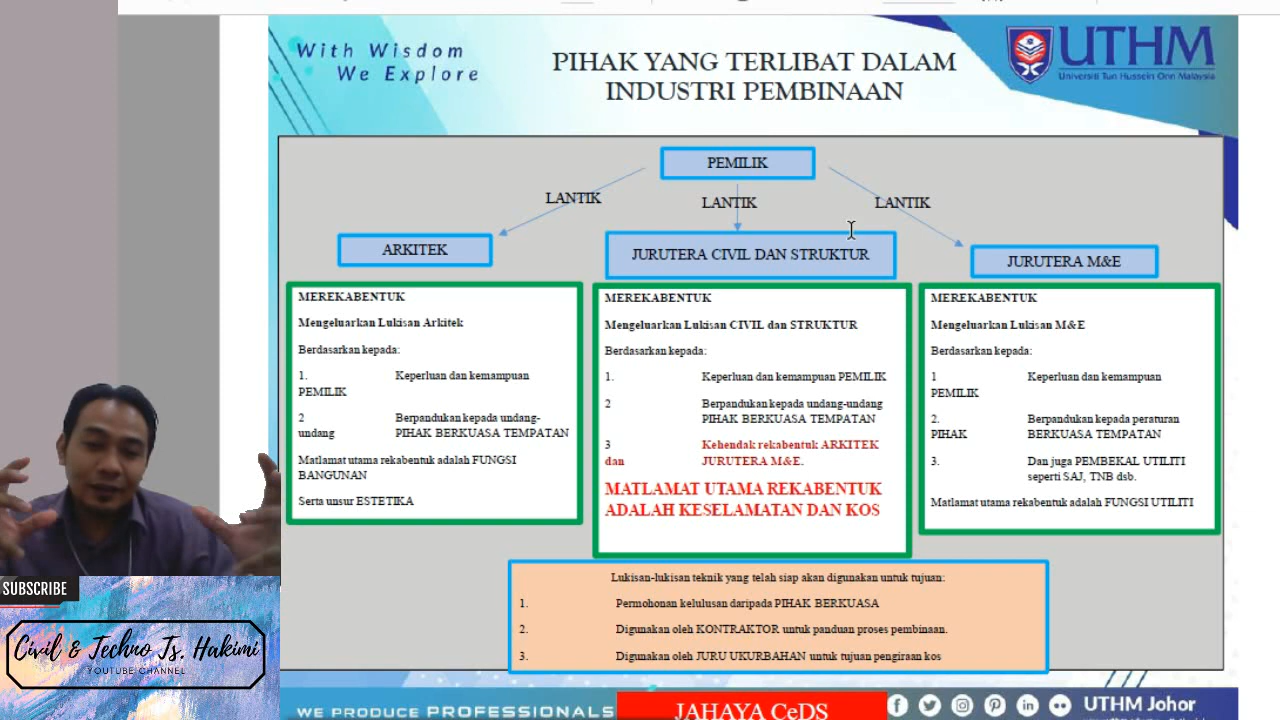 With Wisdom
We Explore
PIHAK YANG TERLIBAT DALAM
INDUSTRI PEMBINAAN
UTHM
Universiti Tun Hussein Onn Malaysia
PEMILIK
LANTIK
LANTIK
LANTIK
ARKITEK
JURUTERA CIVIL DAN STRUKTUR
JURUTERA M&E
MEREKABENTUK
Mengeluarkan Lukisan Arkitek
Berdasarkan kepada:
1. Keperluan dan kemampuan
PEMILIK
2 Berpandukan kepada undang-
undang PIHAK BERKUASA TEMPATAN
Matlamat utama rekabentuk adalah FUNGSI
BANGUNAN
Serta unsur ESTETIKA
MEREKABENTUK
Mengeluarkan Lukisan CIVIL dan STRUKTUR
Berdasarkan kepada:
1. Keperluan dan kemampuan PEMILIK
2 Berpandukan kepada undang-undang
PIHAK BERKUASA TEMPATAN
3 Kehendak rekabentuk ARKITEK
dan JURUTERA M&E.
MATLAMAT UTAMA REKABENTUK
ADALAH KESELAMATAN DAN KOS
MEREKABENTUK
Mengeluarkan Lukisan M&E
Berdasarkan kepada:
1 Keperluan dan kemampuan
PEMILIK
2. Berpandukan kepada peraturan
PIHAK BERKUASA TEMPATAN
3. Dan juga PEMBEKAL UTILITI
seperti SAJ, TNB dsb.
Matlamat utama rekabentuk adalah FUNGSI UTILITI
Lukisan-lukisan teknik yang telah siap akan digunakan untuk tujuan:
1. Permohonan kelulusan daripada PIHAK BERKUASA
2. Digunakan oleh KONTRAKTOR untuk panduan proses pembinaan.
3. Digunakan oleh JURU UKURBAHAN untuk tujuan pengiraan kos
SUBSCRIBE
Civil & Techno Ts. Hakimi
YOUTUBE CHANNEL
WE PRODUCE PROFESSIONALS
JAHAYA CeDS
UTHM Johor